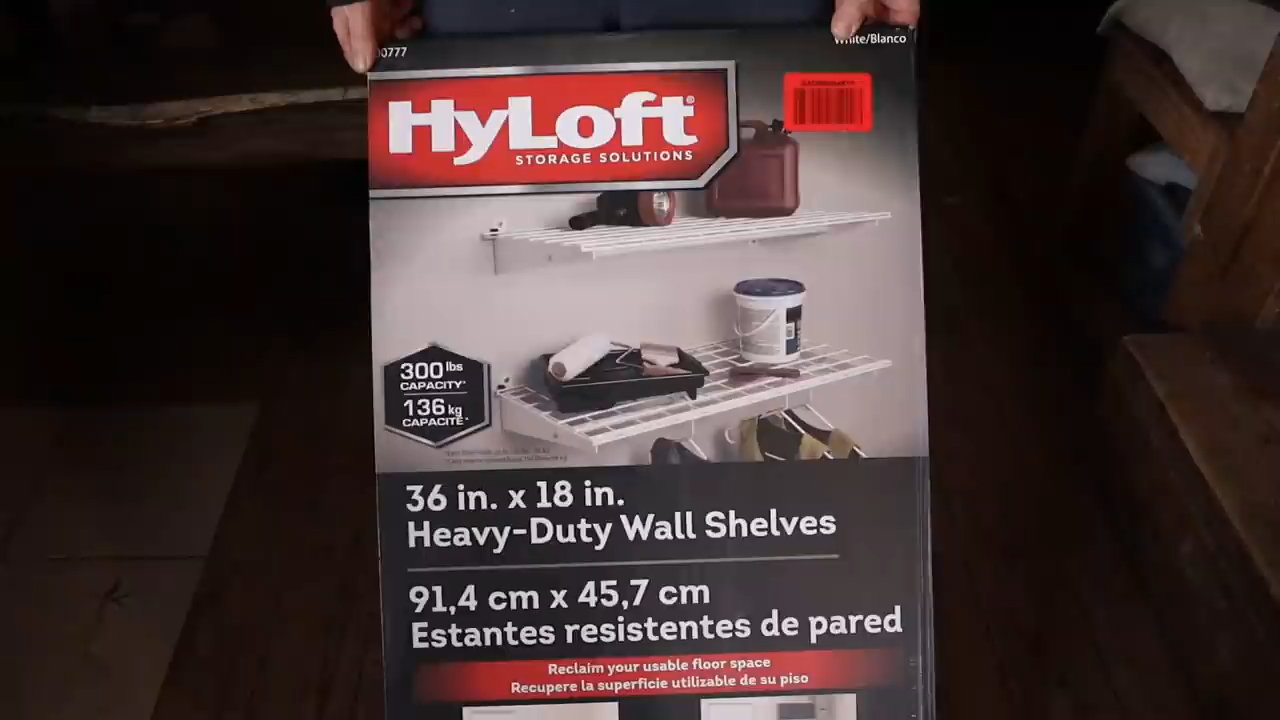 0777
White/Blanco
HyLoft®
STORAGE SOLUTIONS
300 lbs
CAPACITY*
136 kg
CAPACITÉ*
36 in. x 18 in.
Heavy-Duty Wall Shelves
91,4 cm x 45,7 cm
Estantes resistentes de pared
Reclaim your usable floor space
Recupere la superficie utilizable de su piso